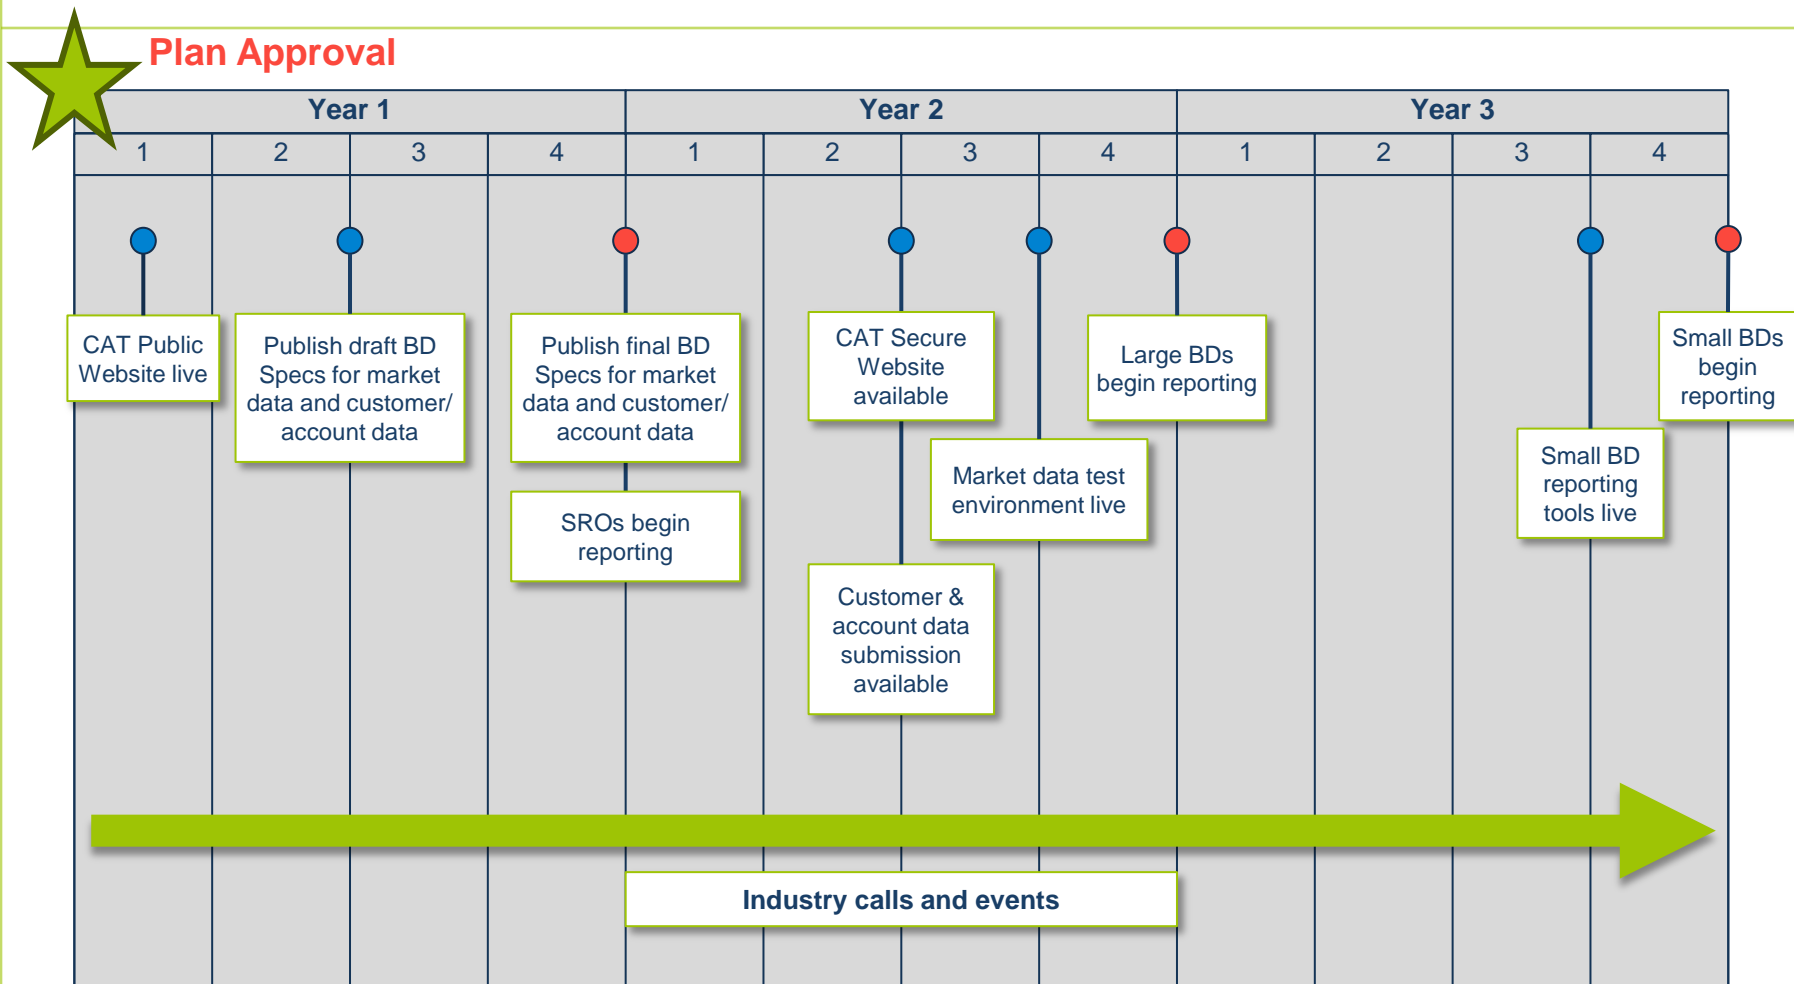 Plan Approval
Year 1
Year 2
Year 3
1
2
3
4
1
2
3
4
1
2
3
4
CAT Public
Website live
Publish draft BD
Specs for market
data and customer/
account data
Publish final BD
Specs for market
data and customer/
account data
SROs begin
reporting
CAT Secure
Website
available
Customer &
account data
submission
available
Market data test
environment live
Large BDs
begin reporting
Small BD
reporting
tools live
Small BDs
begin
reporting
Industry calls and events